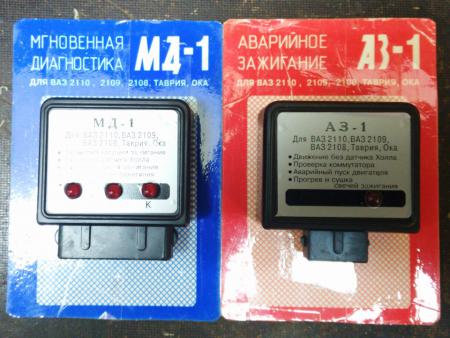 МГНОВЕННАЯ
ДИАГНОСТИКА
МД-1
ДЛЯ ВАЗ 2110, 2109, 2108, ТАВРИЯ, ОКА
МД-1
Для ВАЗ 2110, ВАЗ 2109,
ВАЗ 2108, Таврия, Ока
зажигания
Холла
зажигания
К
АВАРИЙНОЕ
ЗАЖИГАНИЕ
АЗ-1
ДЛЯ ВАЗ 2110, 2109, 2108, ТАВРИЯ, ОКА
АЗ-1
Для ВАЗ 2110, ВАЗ 2109,
ВАЗ 2108, Таврия, Ока
• Движение без датчика Холла
• Проверка коммутатора
• Аварийный пуск двигателя
• Прогрев и сушка
свечей зажигания